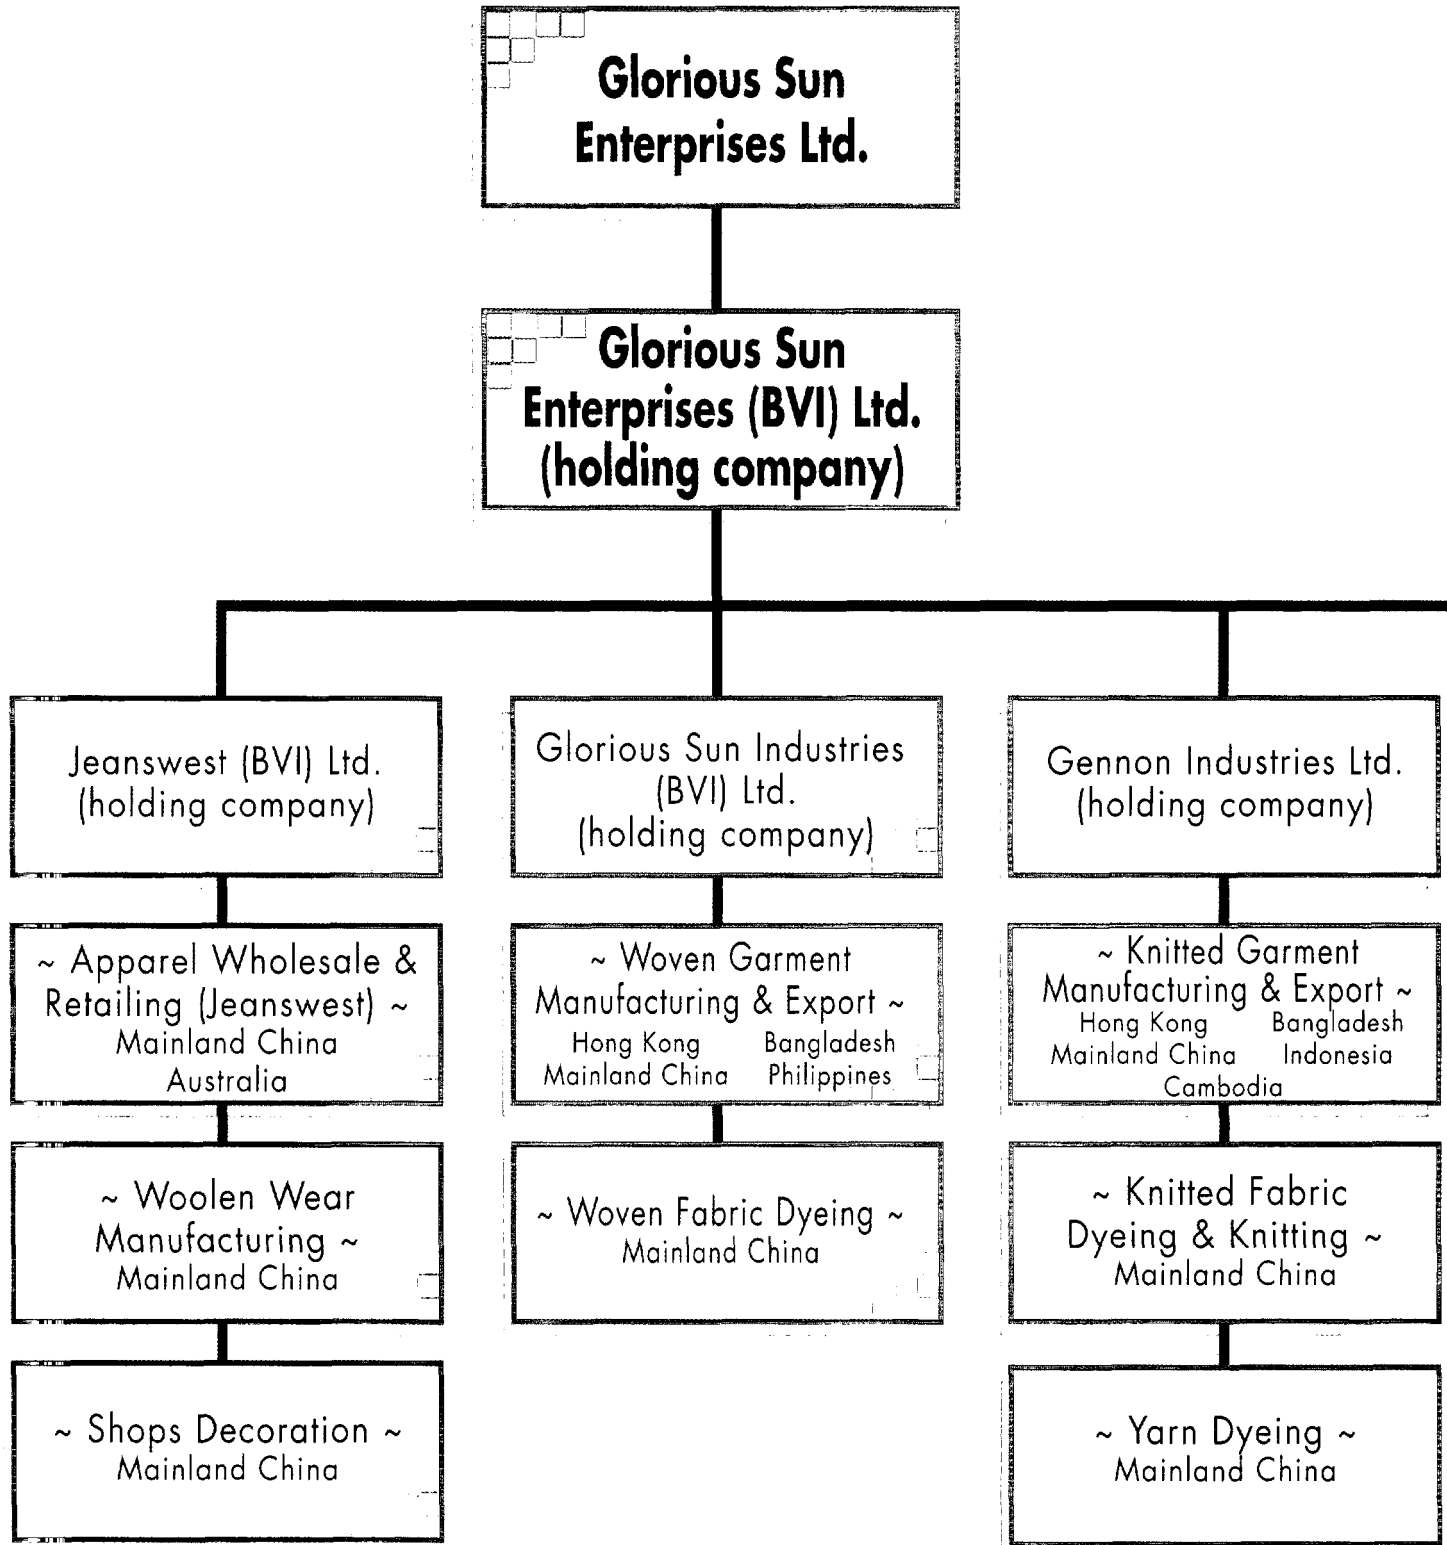 Glorious Sun
Enterprises Ltd.
Glorious Sun
Enterprises (BVI) Ltd.
(holding company)
Jeanswest (BVI) Ltd.
(holding company)
~ Apparel Wholesale &
Retailing (Jeanswest) ~
Mainland China
Australia
~ Woolen Wear
Manufacturing ~
Mainland China
~ Shops Decoration ~
Mainland China
Glorious Sun Industries
(BVI) Ltd.
(holding company)
~ Woven Garment
Manufacturing & Export ~
Hong Kong Bangladesh
Mainland China Philippines
~ Woven Fabric Dyeing ~
Mainland China
Gennon Industries Ltd.
(holding company)
~ Knitted Garment
Manufacturing & Export ~
Hong Kong Bangladesh
Mainland China Indonesia
Cambodia
~ Knitted Fabric
Dyeing & Knitting ~
Mainland China
~ Yarn Dyeing ~
Mainland China